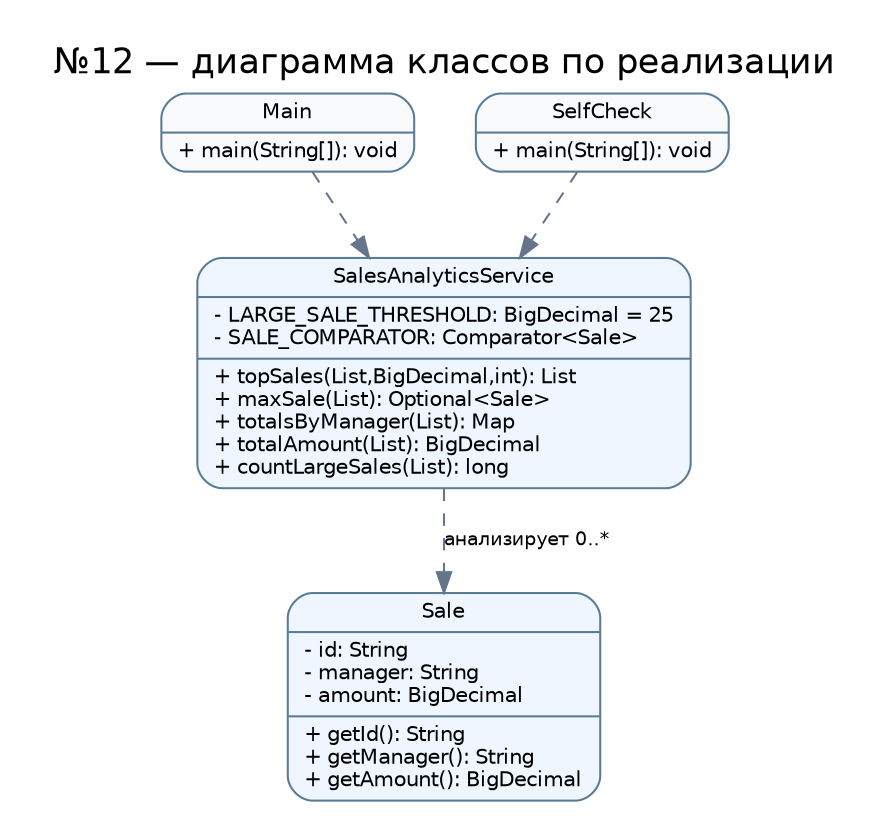 №12 — диаграмма классов по реализации
Main
+ main(String[]): void
SelfCheck
+ main(String[]): void
SalesAnalyticsService
- LARGE_SALE_THRESHOLD: BigDecimal = 25
- SALE_COMPARATOR: Comparator<Sale>
+ topSales(List,BigDecimal,int): List
+ maxSale(List): Optional<Sale>
+ totalsByManager(List): Map
+ totalAmount(List): BigDecimal
+ countLargeSales(List): long
анализирует 0..*
Sale
- id: String
- manager: String
- amount: BigDecimal
+ getId(): String
+ getManager(): String
+ getAmount(): BigDecimal